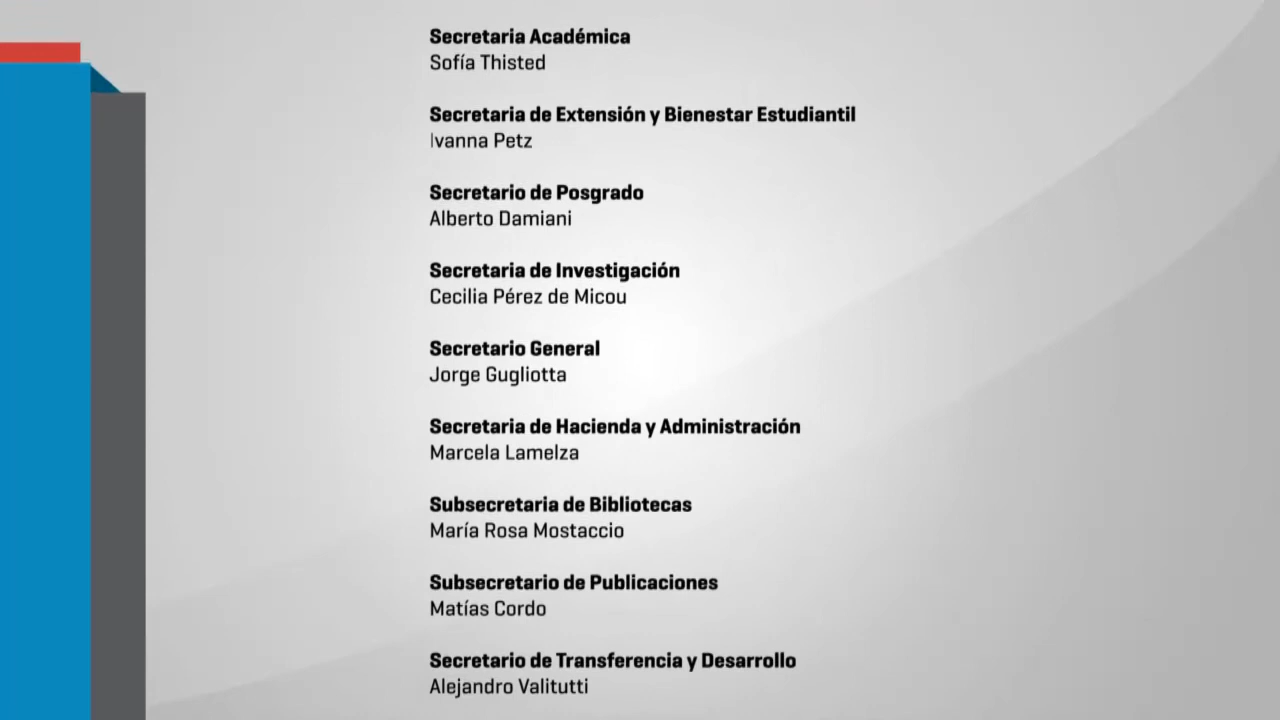 Secretaria Académica
Sofía Thisted
Secretaria de Extensión y Bienestar Estudiantil
Ivanna Petz
Secretario de Posgrado
Alberto Damiani
Secretaria de Investigación
Cecilia Pérez de Micou
Secretario General
Jorge Gugliotta
Secretaria de Hacienda y Administración
Marcela Lamelza
Subsecretaria de Bibliotecas
María Rosa Mostaccio
Subsecretario de Publicaciones
Matías Cordo
Secretario de Transferencia y Desarrollo
Alejandro Valitutti